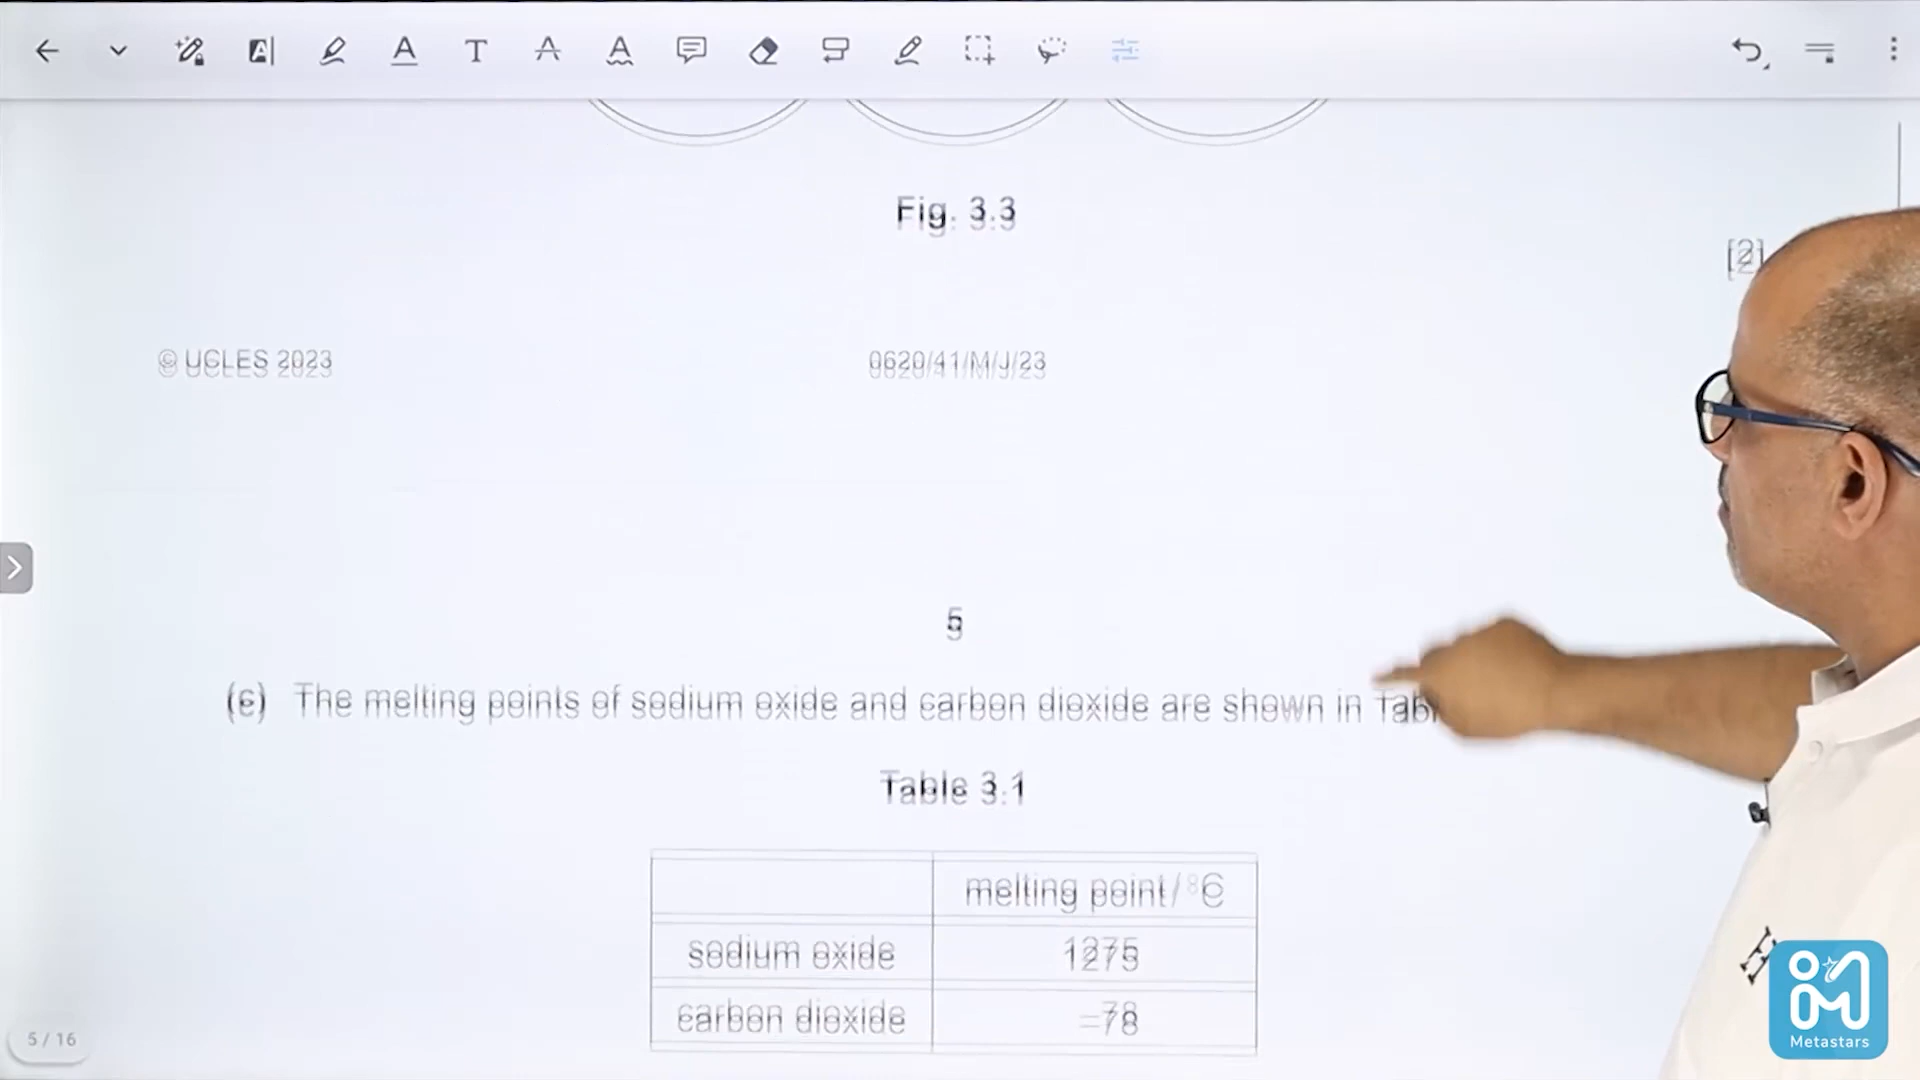 Fig. 3.3
[2]
© UCLES 2023
0620/41/M/J/23
5
(c) The melting points of sodium oxide and carbon dioxide are shown in
Table 3.1
melting point/°C
sodium oxide 1275
carbon dioxide –78
5 / 16
Metastars